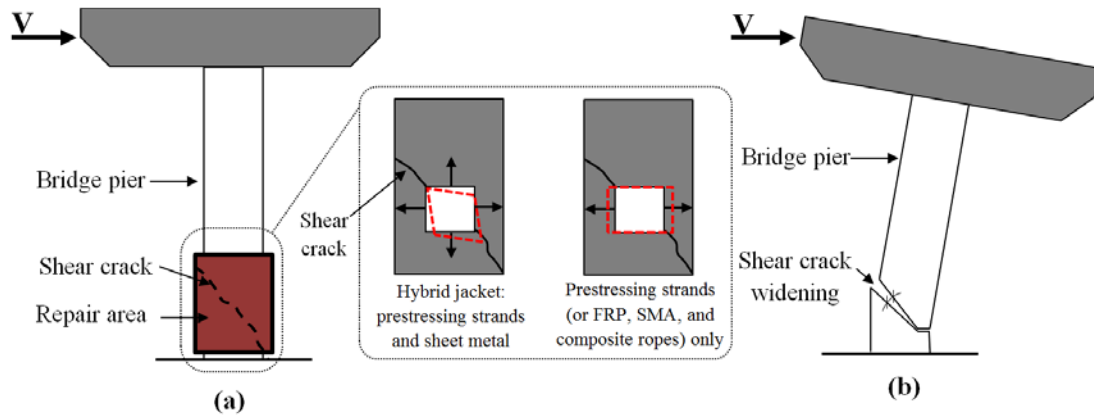 V
Bridge pier
Shear crack
Repair area
(a)
Shear
crack
Hybrid jacket:
prestressing strands
and sheet metal
Prestressing strands
(or FRP, SMA, and
composite ropes) only
V
Bridge pier
Shear crack
widening
(b)